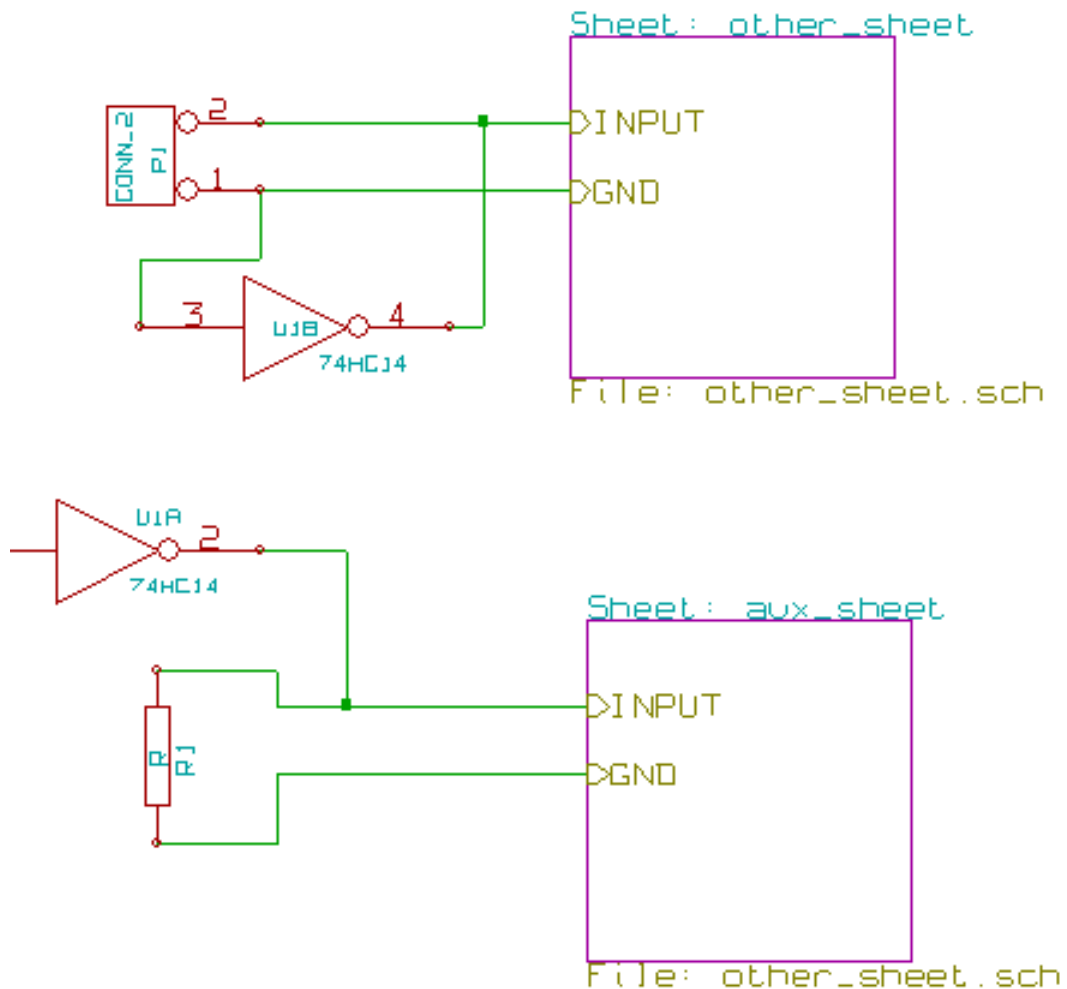 Sheet: other_sheet
CONN_2
P1
2
INPUT
1
GND
3
U1B
4
74HC14
File: other_sheet.sch
U1A
2
74HC14
Sheet: aux_sheet
R
R1
INPUT
GND
File: other_sheet.sch